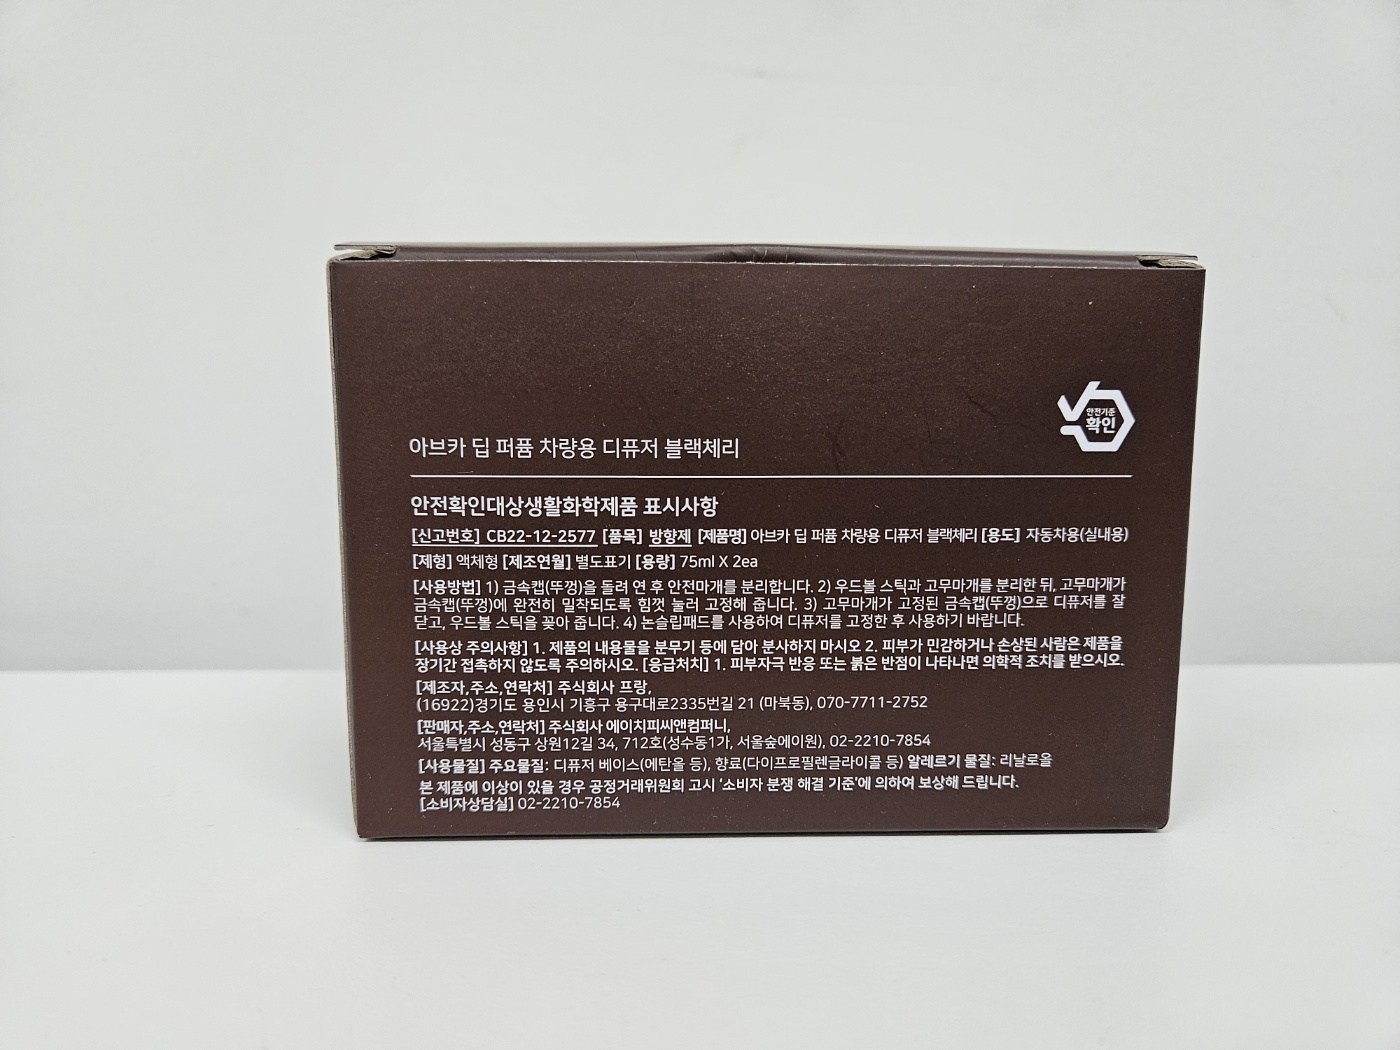 안전기준
확인
아브카 딥 퍼퓸 차량용 디퓨저 블랙체리
안전확인대상생활화학제품 표시사항
[신고번호] CB22-12-2577 [품목] 방향제 [제품명] 아브카 딥 퍼퓸 차량용 디퓨저 블랙체리 [용도] 자동차용(실내용)
[제형] 액체형 [제조연월] 별도표기 [용량] 75ml X 2ea
[사용방법] 1) 금속캡(뚜껑)을 돌려 연 후 안전마개를 분리합니다. 2) 우드볼 스틱과 고무마개를 분리한 뒤, 고무마개가
금속캡(뚜껑)에 완전히 밀착되도록 힘껏 눌러 고정해 줍니다. 3) 고무마개가 고정된 금속캡(뚜껑)으로 디퓨저를 잘
닫고, 우드볼 스틱을 꽂아 줍니다. 4) 논슬립패드를 사용하여 디퓨저를 고정한 후 사용하기 바랍니다.
[사용상 주의사항] 1. 제품의 내용물을 분무기 등에 담아 분사하지 마시오 2. 피부가 민감하거나 손상된 사람은 제품을
장기간 접촉하지 않도록 주의하시오. [응급처치] 1. 피부자극 반응 또는 붉은 반점이 나타나면 의학적 조치를 받으시오.
[제조자,주소,연락처] 주식회사 프랑,
(16922)경기도 용인시 기흥구 용구대로2335번길 21 (마북동), 070-7711-2752
[판매자,주소,연락처] 주식회사 에이치피씨앤컴퍼니,
서울특별시 성동구 상원12길 34, 712호(성수동1가, 서울숲에이원), 02-2210-7854
[사용물질] 주요물질: 디퓨저 베이스(에탄올 등), 향료(다이프로필렌글라이콜 등) 알레르기 물질: 리날로올
본 제품에 이상이 있을 경우 공정거래위원회 고시 '소비자 분쟁 해결 기준'에 의하여 보상해 드립니다.
[소비자상담실] 02-2210-7854